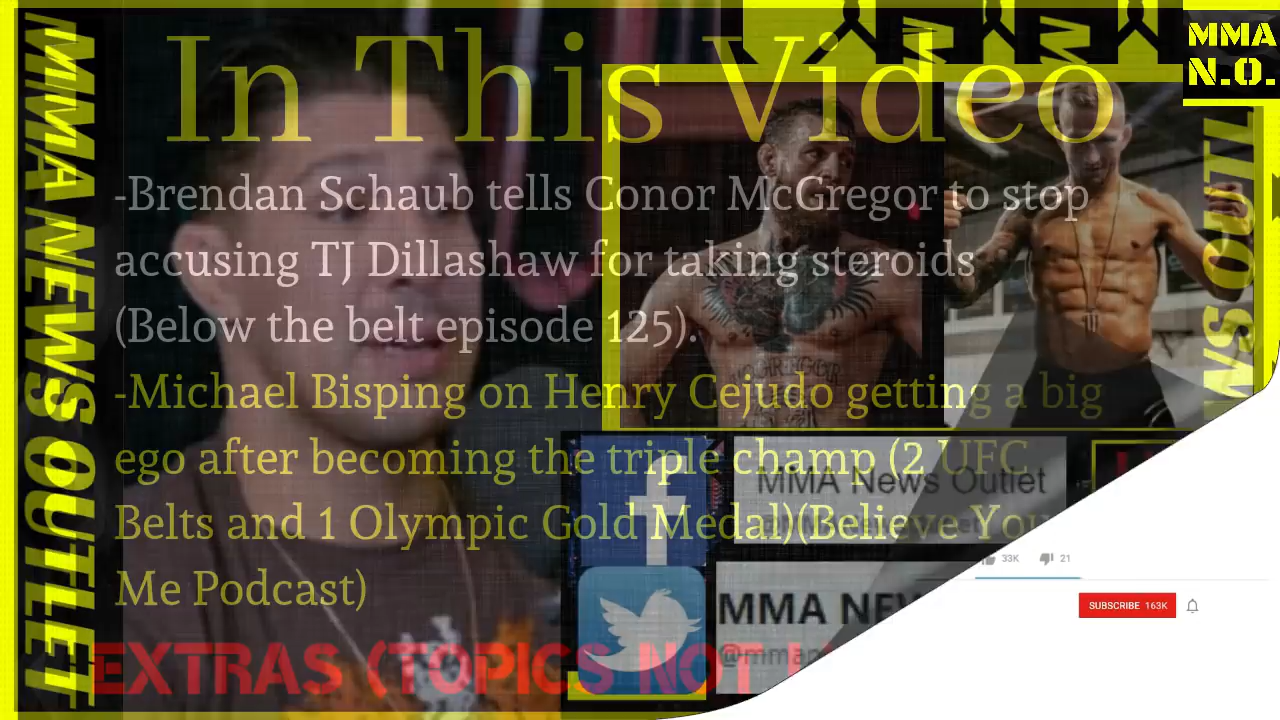 In This Video
MMA
N.O.
-Brendan Schaub tells Conor McGregor to stop
accusing TJ Dillashaw for taking steroids
(Below the belt episode 125).
-Michael Bisping on Henry Cejudo getting a big
ego after becoming the triple champ (2 UFC
Belts and 1 Olympic Gold Medal)(Believe You
Me Podcast)
EXTRAS (TOPICS NOT
MMA NEWS OUTLET
MMA News Outlet
MMA NEW
33K 21
SUBSCRIBE 163K